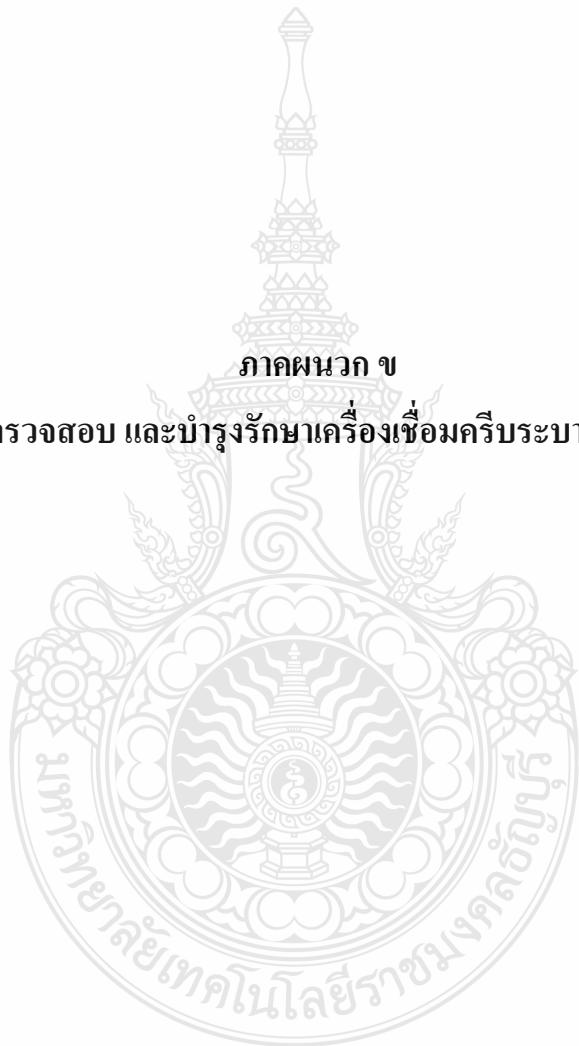 ภาคผนวก ข
ตรวจสอบ และบำรุงรักษาเครื่องเชื่อมครีบระบา
มหาวิทยาลัยเทคโนโลยีราชมงคลธัญบุรี